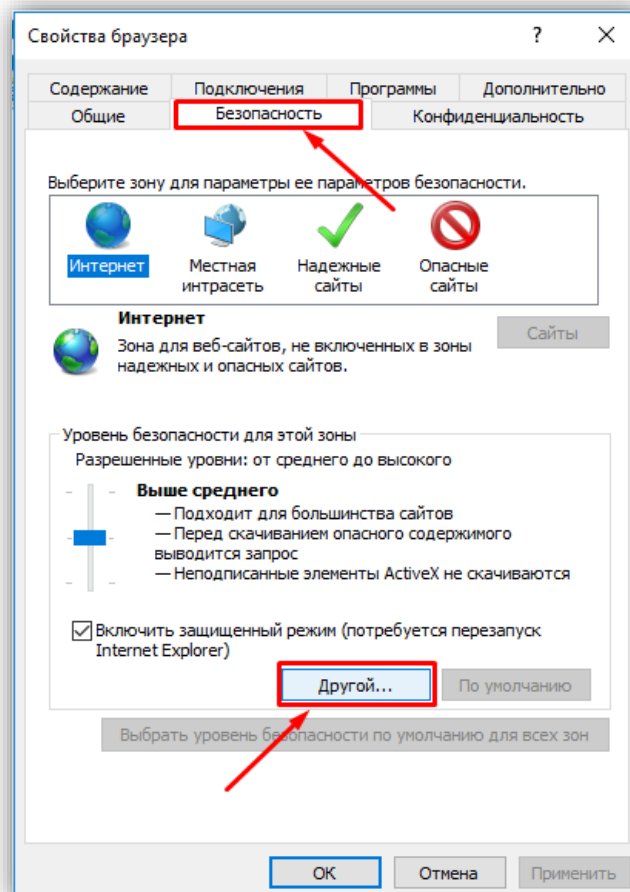 Свойства браузера ? ×
Содержание Подключения Программы Дополнительно
Общие Безопасность Конфиденциальность
Выберите зону для параметры ее параметров безопасности.
Интернет Местная интрасеть Надежные сайты Опасные сайты
Интернет
Зона для веб-сайтов, не включенных в зоны
надежных и опасных сайтов.
Сайты
Уровень безопасности для этой зоны
Разрешенные уровни: от среднего до высокого
Выше среднего
— Подходит для большинства сайтов
— Перед скачиванием опасного содержимого
выводится запрос
— Неподписанные элементы ActiveX не скачиваются
Включить защищенный режим (потребуется перезапуск
Internet Explorer)
Другой... По умолчанию
Выбрать уровень безопасности по умолчанию для всех зон
ОК Отмена Применить